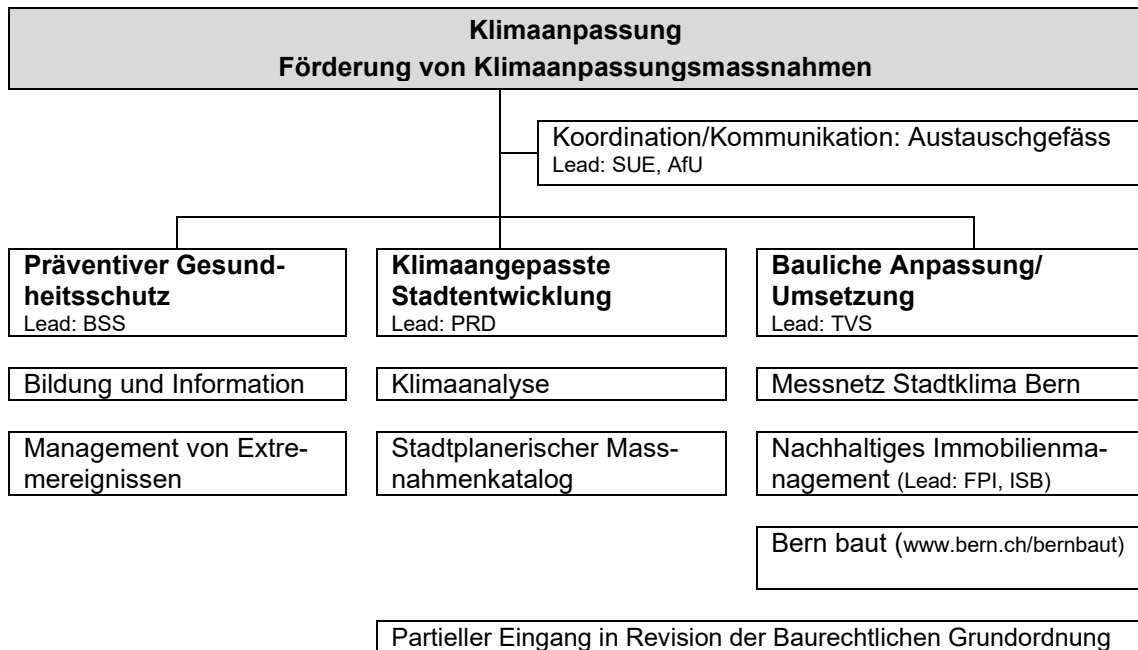 Klimaanpassung
Förderung von Klimaanpassungsmassnahmen
Koordination/Kommunikation: Austauschgefäss
Lead: SUE, AfU
Präventiver Gesund-
heitsschutz
Lead: BSS
Klimaangepasste
Stadtentwicklung
Lead: PRD
Bauliche Anpassung/
Umsetzung
Lead: TVS
Bildung und Information
Klimaanalyse
Messnetz Stadtklima Bern
Management von Extre-
mereignissen
Stadtplanerischer Mass-
nahmenkatalog
Nachhaltiges Immobilienma-
nagement (Lead: FPI, ISB)
Bern baut (www.bern.ch/bernbaut)
Partieller Eingang in Revision der Baurechtlichen Grundordnung